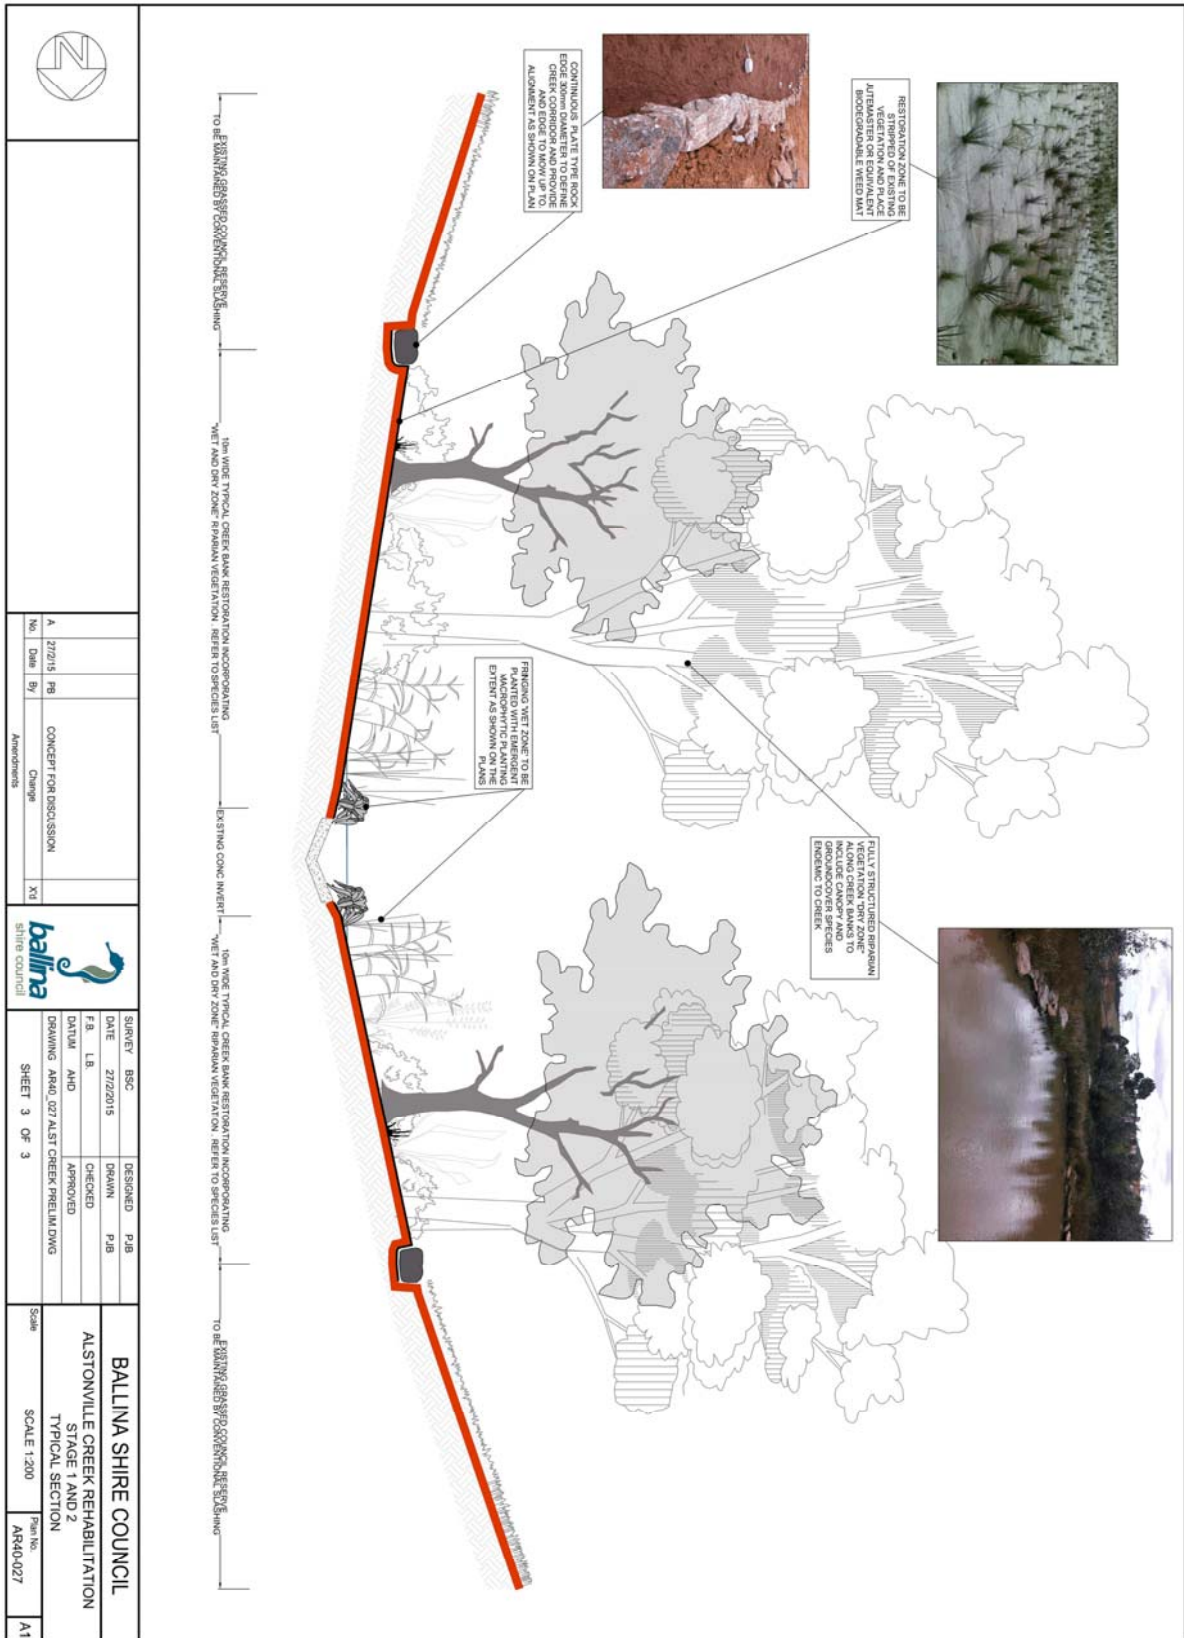 RESTORATION ZONE TO BE
STRIPPED OF EXISTING
VEGETATION AND PLACE
JUTEMASTER OR EQUIVALENT
BIODEGRADABLE WEED MAT
FULLY STRUCTURED RIPARIAN
VEGETATION "DRY ZONE"
ALONG CREEK BANKS TO
INCLUDE CANOPY AND
GROUNDCOVER SPECIES
ENDEMIC TO CREEK
CONTINUOUS PLATE TYPE ROCK
EDGE 300mm DIAMETER TO DEFINE
CREEK CORRIDOR AND PROVIDE
AND EDGE TO MOW UP TO.
ALIGNMENT AS SHOWN ON PLAN
FRINGING 'WET ZONE' TO BE
PLANTED WITH EMERGENT
MACROPHYTIC PLANTING
EXTENT AS SHOWN ON THE
PLANS
EXISTING GRASSED COUNCIL RESERVE
TO BE MAINTAINED BY CONVENTIONAL SLASHING
10m WIDE TYPICAL CREEK BANK RESTORATION INCORPORATING
"WET AND DRY ZONE" RIPARIAN VEGETATION . REFER TO SPECIES LIST
EXISTING CONC INVERT
10m WIDE TYPICAL CREEK BANK RESTORATION INCORPORATING
"WET AND DRY ZONE" RIPARIAN VEGETATION . REFER TO SPECIES LIST
EXISTING GRASSED COUNCIL RESERVE
TO BE MAINTAINED BY CONVENTIONAL SLASHING
N
A 27/2/15 PB CONCEPT FOR DISCUSSION
No. Date By Change X'd
Amendments
ballina
shire council
SURVEY BSC DESIGNED PJB
DATE 27/2/2015 DRAWN PJB
F.B. L.B. CHECKED
DATUM AHD APPROVED
DRAWING AR40_027 ALST CREEK PRELIM.DWG
SHEET 3 OF 3
BALLINA SHIRE COUNCIL
ALSTONVILLE CREEK REHABILITATION
STAGE 1 AND 2
TYPICAL SECTION
Scale SCALE 1:200
Plan No. AR40-027
A1